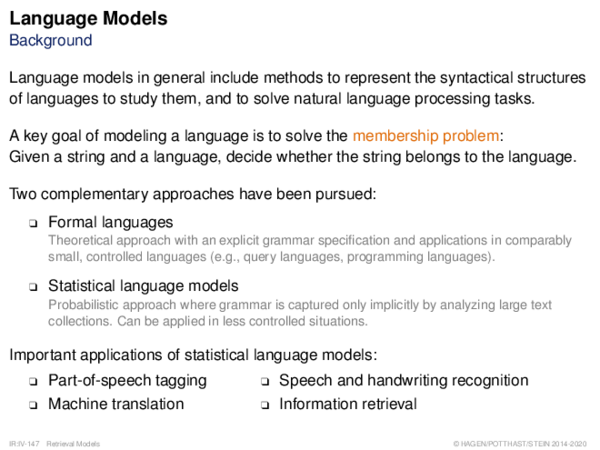 Language Models
Background
Language models in general include methods to represent the syntactical structures
of languages to study them, and to solve natural language processing tasks.
A key goal of modeling a language is to solve the membership problem:
Given a string and a language, decide whether the string belongs to the language.
Two complementary approaches have been pursued:
❑ Formal languages
Theoretical approach with an explicit grammar specification and applications in comparably
small, controlled languages (e.g., query languages, programming languages).
❑ Statistical language models
Probabilistic approach where grammar is captured only implicitly by analyzing large text
collections. Can be applied in less controlled situations.
Important applications of statistical language models:
❑ Part-of-speech tagging ❑ Speech and handwriting recognition
❑ Machine translation ❑ Information retrieval
IR:IV-147 Retrieval Models © HAGEN/POTTHAST/STEIN 2014-2020